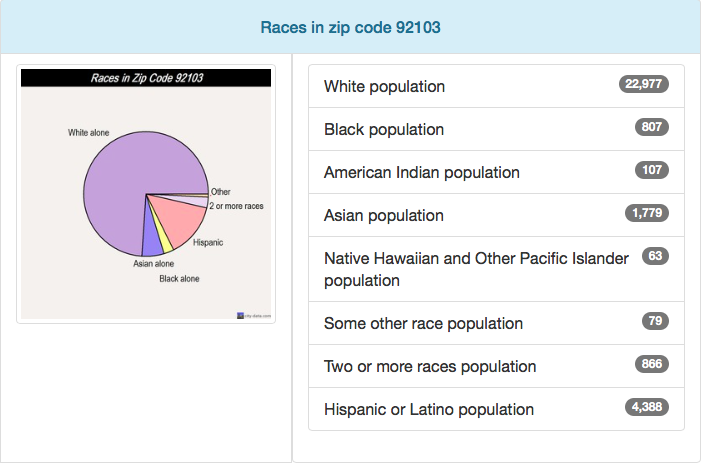 Races in zip code 92103
Races in Zip Code 92103
White alone
Other
2 or more races
Hispanic
Asian alone
Black alone
city-data.com
White population 22,977
Black population 807
American Indian population 107
Asian population 1,779
Native Hawaiian and Other Pacific Islander 63
population
Some other race population 79
Two or more races population 866
Hispanic or Latino population 4,388